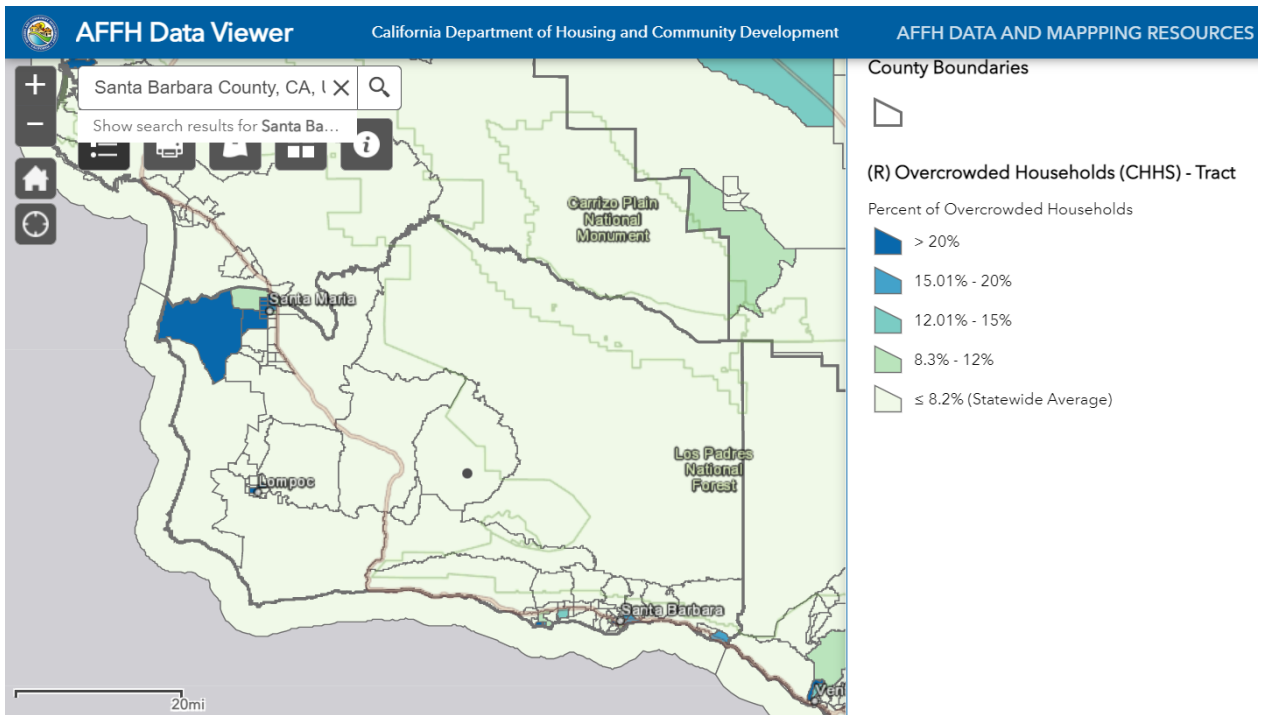 AFFH Data Viewer
California Department of Housing and Community Development
AFFH DATA AND MAPPPING RESOURCES
+
Santa Barbara County, CA, U
−
Show search results for Santa Ba...
County Boundaries
(R) Overcrowded Households (CHHS) - Tract
Percent of Overcrowded Households
> 20%
15.01% - 20%
12.01% - 15%
8.3% - 12%
≤ 8.2% (Statewide Average)
Carrizo Plain
National
Monument
Santa Maria
Los Padres
National
Forest
Lompoc
Santa Barbara
Ven
20mi